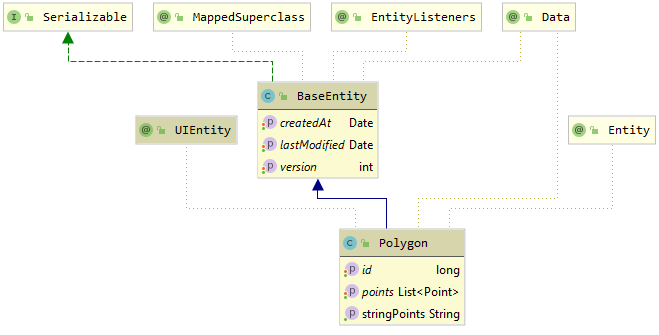 I Serializable
@ MappedSuperclass
@ EntityListeners
@ Data
C BaseEntity
p createdAt Date
p lastModified Date
p version int
@ UIEntity
@ Entity
C Polygon
p id long
p points List<Point>
p stringPoints String